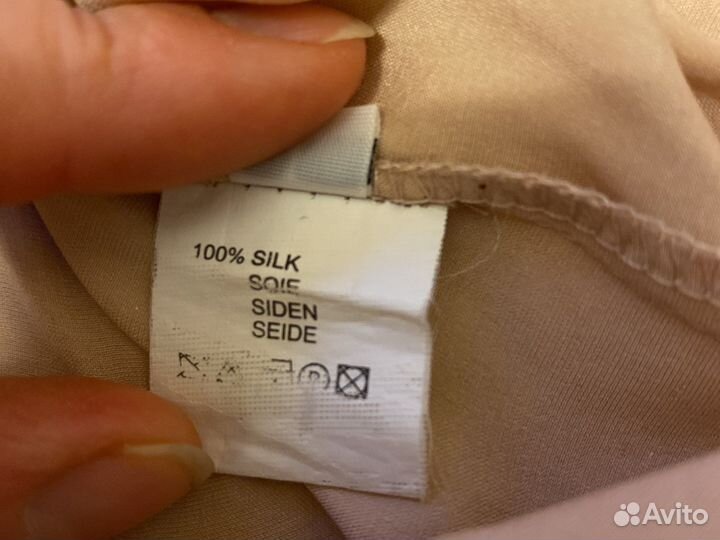 100% SILK
SOIE
SIDEN
SEIDE
P
Avito